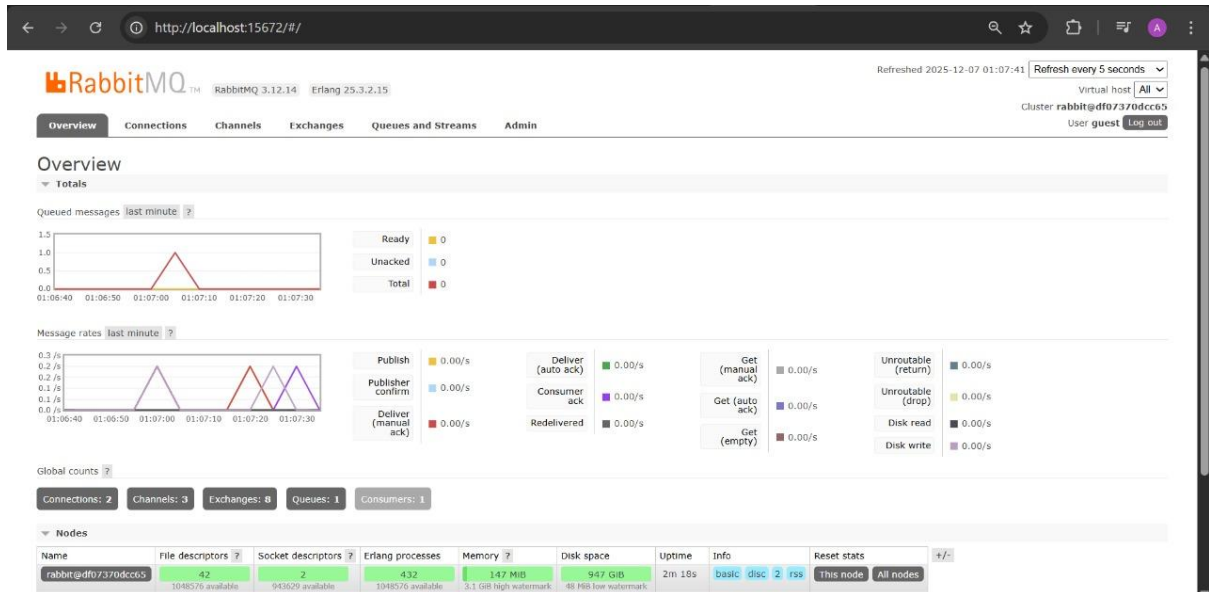 http://localhost:15672/#/
A
RabbitMQ TM RabbitMQ 3.12.14 Erlang 25.3.2.15
Refreshed 2025-12-07 01:07:41 Refresh every 5 seconds
Virtual host All
Cluster rabbit@df07370dcc65
User guest Log out
Overview Connections Channels Exchanges Queues and Streams Admin
Overview
Totals
Queued messages last minute ?
1.5
1.0
0.5
0.0
01:06:40 01:06:50 01:07:00 01:07:10 01:07:20 01:07:30
Ready 0
Unacked 0
Total 0
Message rates last minute ?
0.3 /s
0.2 /s
0.2 /s
0.1 /s
0.1 /s
0.0 /s
01:06:40 01:06:50 01:07:00 01:07:10 01:07:20 01:07:30
Publish 0.00/s
Publisher
confirm 0.00/s
Deliver
(manual
ack) 0.00/s
Deliver
(auto ack) 0.00/s
Consumer
ack 0.00/s
Redelivered 0.00/s
Get
(manual
ack) 0.00/s
Get (auto
ack) 0.00/s
Get
(empty) 0.00/s
Unroutable
(return) 0.00/s
Unroutable
(drop) 0.00/s
Disk read 0.00/s
Disk write 0.00/s
Global counts ?
Connections: 2 Channels: 3 Exchanges: 8 Queues: 1 Consumers: 1
Nodes
Name File descriptors ? Socket descriptors ? Erlang processes Memory ? Disk space Uptime Info Reset stats +/-
rabbit@df07370dcc65 42 2 432 147 MiB 947 GiB 2m 18s basic disc 2 rss This node All nodes
1048576 available 943629 available 1048576 available 3.1 GiB high watermark 48 MiB low watermark